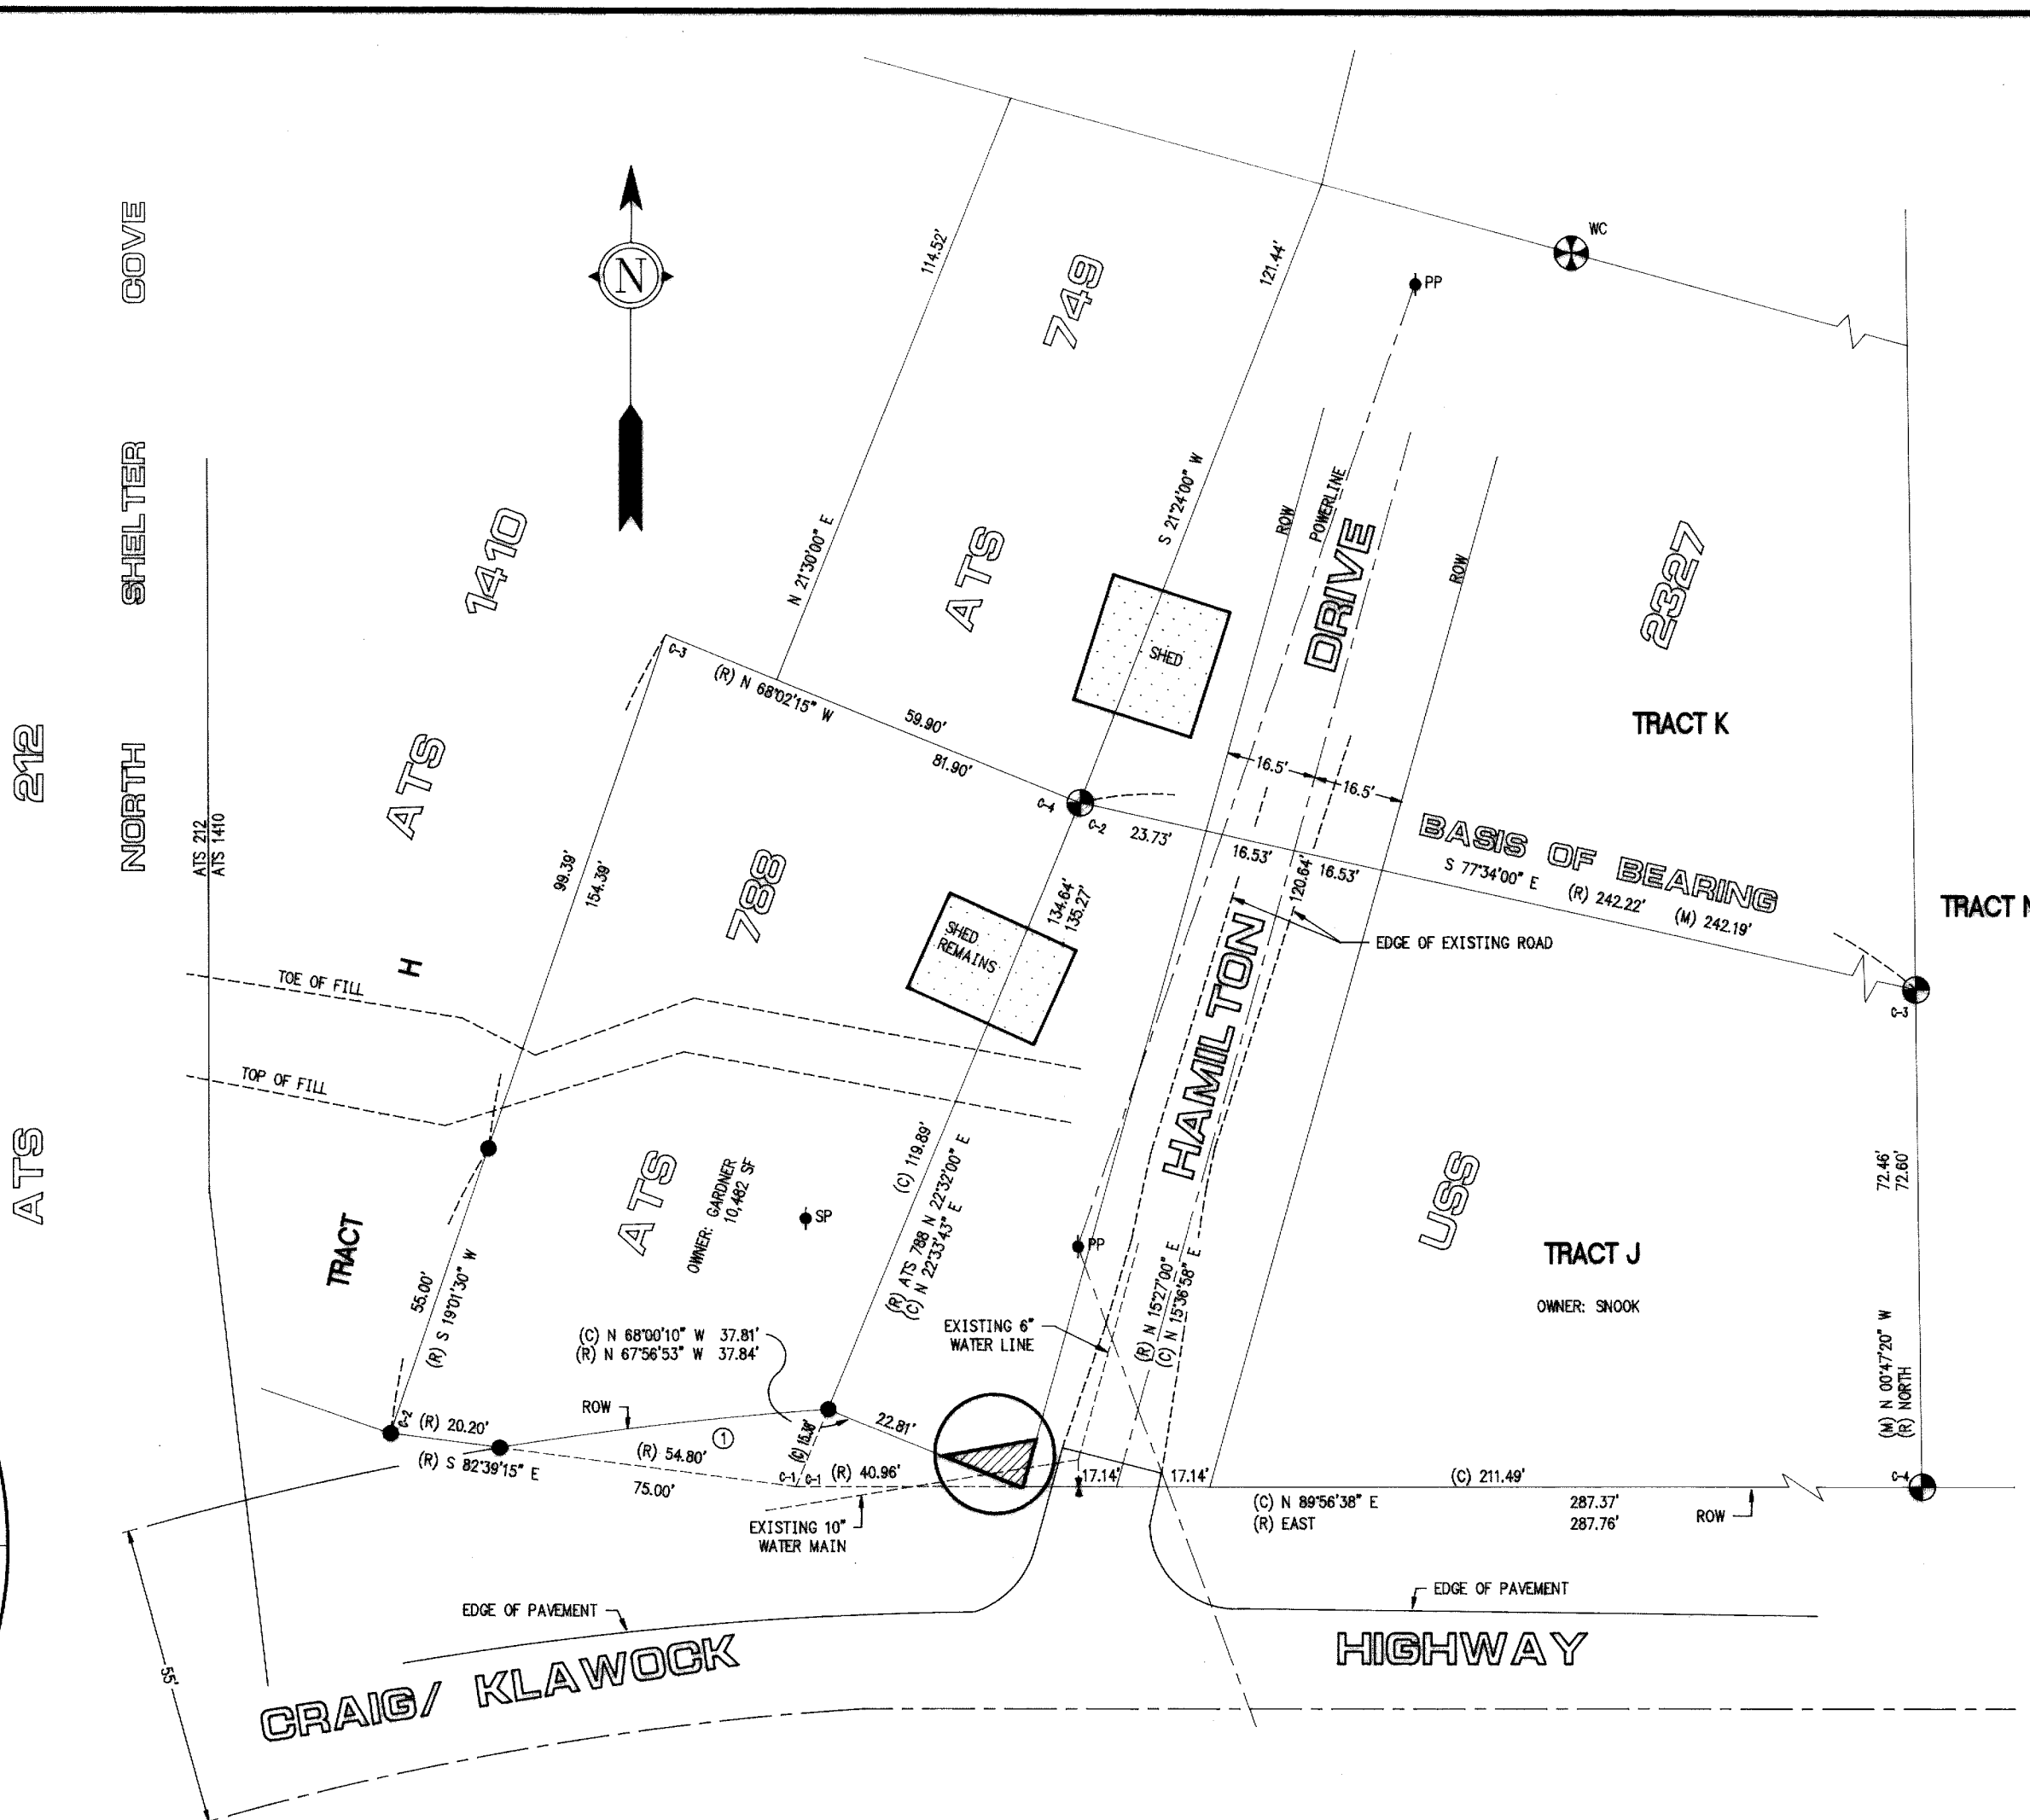 WC
PP
N
COVE
SHELTER
NORTH
212
ATS
114.52'
749
ATS
121.44'
N 21°30'00" E
S 21°24'00" W
1410
ATS
ROW
POWERLINE
DRIVE
ROW
2327
TRACT K
SHED
C-3
(R) N 68°02'15" W
59.90'
81.90'
C-4
C-2
23.73'
16.5'
16.5'
16.53'
16.53'
120.64'
BASIS OF BEARING
S 77°34'00" E (R) 242.22' (M) 242.19'
TRACT
C-3
ATS 212
ATS 1410
99.39'
154.39'
788
134.64'
135.27'
SHED
REMAINS
EDGE OF EXISTING ROAD
HAMILTON
H
TOE OF FILL
TOP OF FILL
TRACT
ATS
OWNER: GARDNER
10,482 SF
SP
(C) 119.89'
(R) ATS 788 N 22°32'00" E
(C) N 22°33'43" E
PP
USS
TRACT J
OWNER: SNOOK
72.46'
72.60'
(M) N 00°47'20" W
(R) NORTH
55.00'
(R) S 19°01'30" W
(C) N 68°00'10" W 37.81'
(R) N 67°56'53" W 37.84'
EXISTING 6"
WATER LINE
(R) N 15°27'00" E
(C) N 15°36'58" E
C-2
(R) 20.20'
ROW
(R) 54.80'
1
(C) 15.38'
22.81'
(R) S 82°39'15" E
75.00'
C-1
C-1
(R) 40.96'
17.14'
17.14'
(C) 211.49'
C-4
(C) N 89°56'38" E 287.37'
(R) EAST 287.76'
ROW
EXISTING 10"
WATER MAIN
EDGE OF PAVEMENT
EDGE OF PAVEMENT
55'
CRAIG/ KLAWOCK HIGHWAY